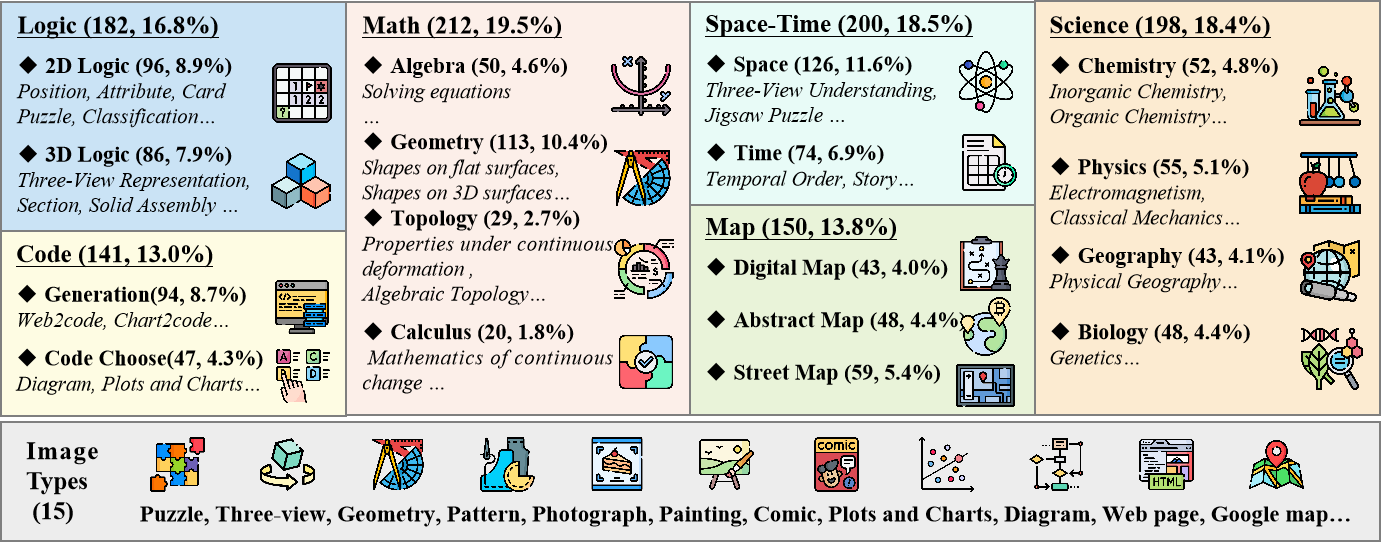 Logic (182, 16.8%)
◆ 2D Logic (96, 8.9%)
Position, Attribute, Card
Puzzle, Classification…
◆ 3D Logic (86, 7.9%)
Three-View Representation,
Section, Solid Assembly …
Code (141, 13.0%)
◆ Generation(94, 8.7%)
Web2code, Chart2code…
◆ Code Choose(47, 4.3%)
Diagram, Plots and Charts…
Math (212, 19.5%)
◆ Algebra (50, 4.6%)
Solving equations
…
◆ Geometry (113, 10.4%)
Shapes on flat surfaces,
Shapes on 3D surfaces…
◆ Topology (29, 2.7%)
Properties under continuous
deformation ,
Algebraic Topology…
◆ Calculus (20, 1.8%)
Mathematics of continuous
change …
Space-Time (200, 18.5%)
◆ Space (126, 11.6%)
Three-View Understanding,
Jigsaw Puzzle …
◆ Time (74, 6.9%)
Temporal Order, Story…
Map (150, 13.8%)
◆ Digital Map (43, 4.0%)
◆ Abstract Map (48, 4.4%)
◆ Street Map (59, 5.4%)
Science (198, 18.4%)
◆ Chemistry (52, 4.8%)
Inorganic Chemistry,
Organic Chemistry…
◆ Physics (55, 5.1%)
Electromagnetism,
Classical Mechanics…
◆ Geography (43, 4.1%)
Physical Geography…
◆ Biology (48, 4.4%)
Genetics…
Image
Types
(15)
COMIC
HTML
Puzzle, Three-view, Geometry, Pattern, Photograph, Painting, Comic, Plots and Charts, Diagram, Web page, Google map…